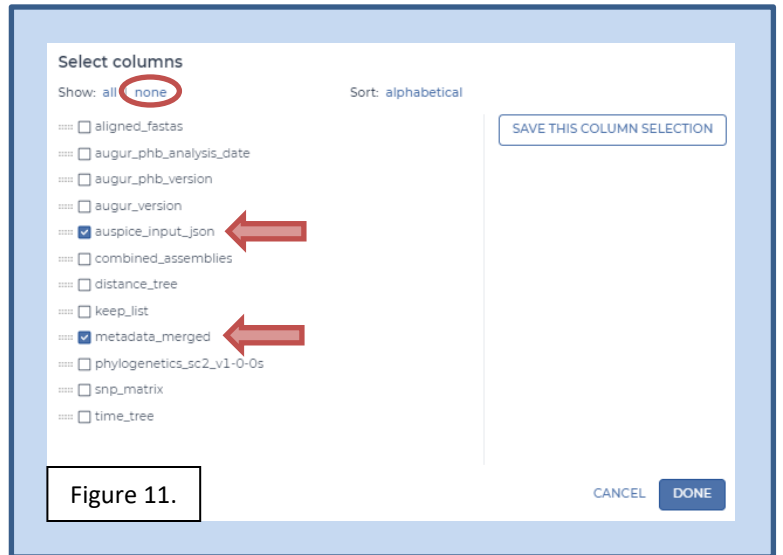 Select columns
Show: all none Sort: alphabetical
aligned_fastas
SAVE THIS COLUMN SELECTION
augur_phb_analysis_date
augur_phb_version
augur_version
auspice_input_json
combined_assemblies
distance_tree
keep_list
metadata_merged
phylogenetics_sc2_v1-0-0s
snp_matrix
time_tree
Figure 11.
CANCEL DONE